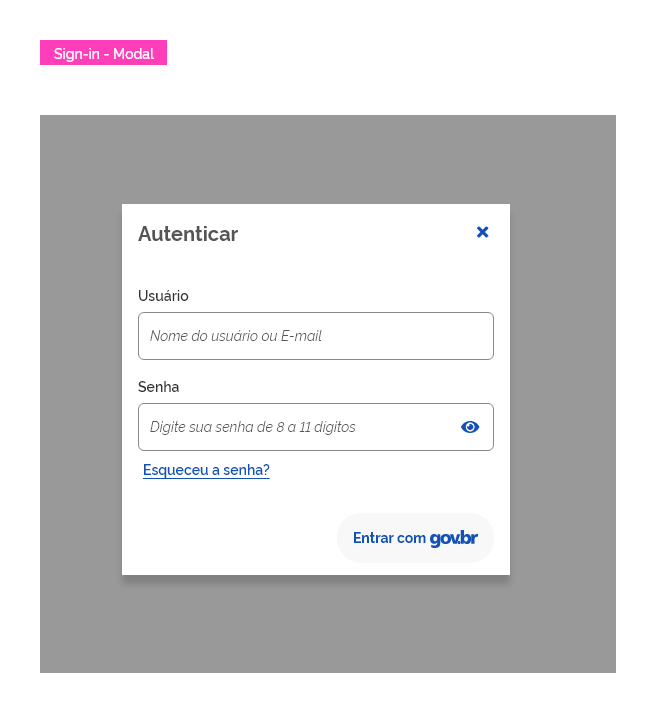 Sign-in - Modal
Autenticar
Usuário
Nome do usuário ou E-mail
Senha
Digite sua senha de 8 a 11 dígitos
Esqueceu a senha?
Entrar com gov.br